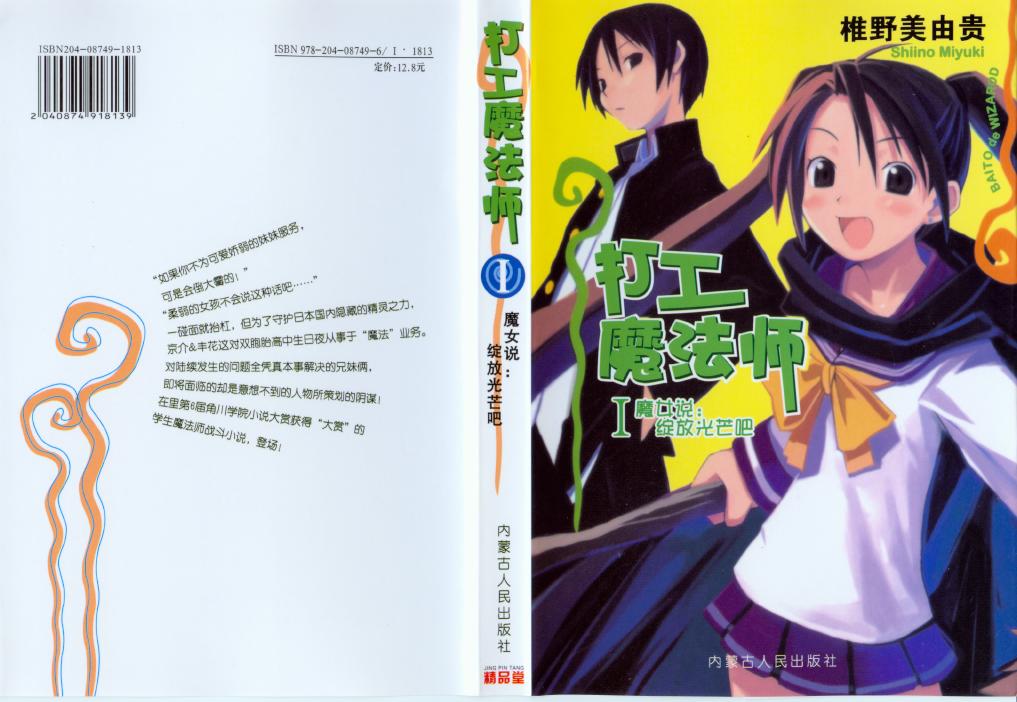 ISBN204-08749-1813
2 040874 918139
ISBN 978-204-08749-6/ I · 1813
定价:12.8元
“如果你不为可爱娇弱的妹妹服务，
可是会倒大霉的！”
“柔弱的女孩不会说这种话吧……”
一碰面就抬杠，但为了守护日本国内隐藏的精灵之力，
京介&丰花这对双胞胎高中生日夜从事于“魔法”业务。
对陆续发生的问题全凭真本事解决的兄妹俩，
即将面临的却是意想不到的人物所策划的阴谋！
在里第6届角川学院小说大赏获得“大赏”的
学生魔法师战斗小说，登场！
打工魔法师
I
魔女说：
绽放光芒吧
内蒙古人民出版社
JING PIN TANG
精品堂
椎野美由贵
Shiino Miyuki
BAITO de WIZAROD
打工
魔法师
I 魔女说：
绽放光芒吧
内蒙古人民出版社